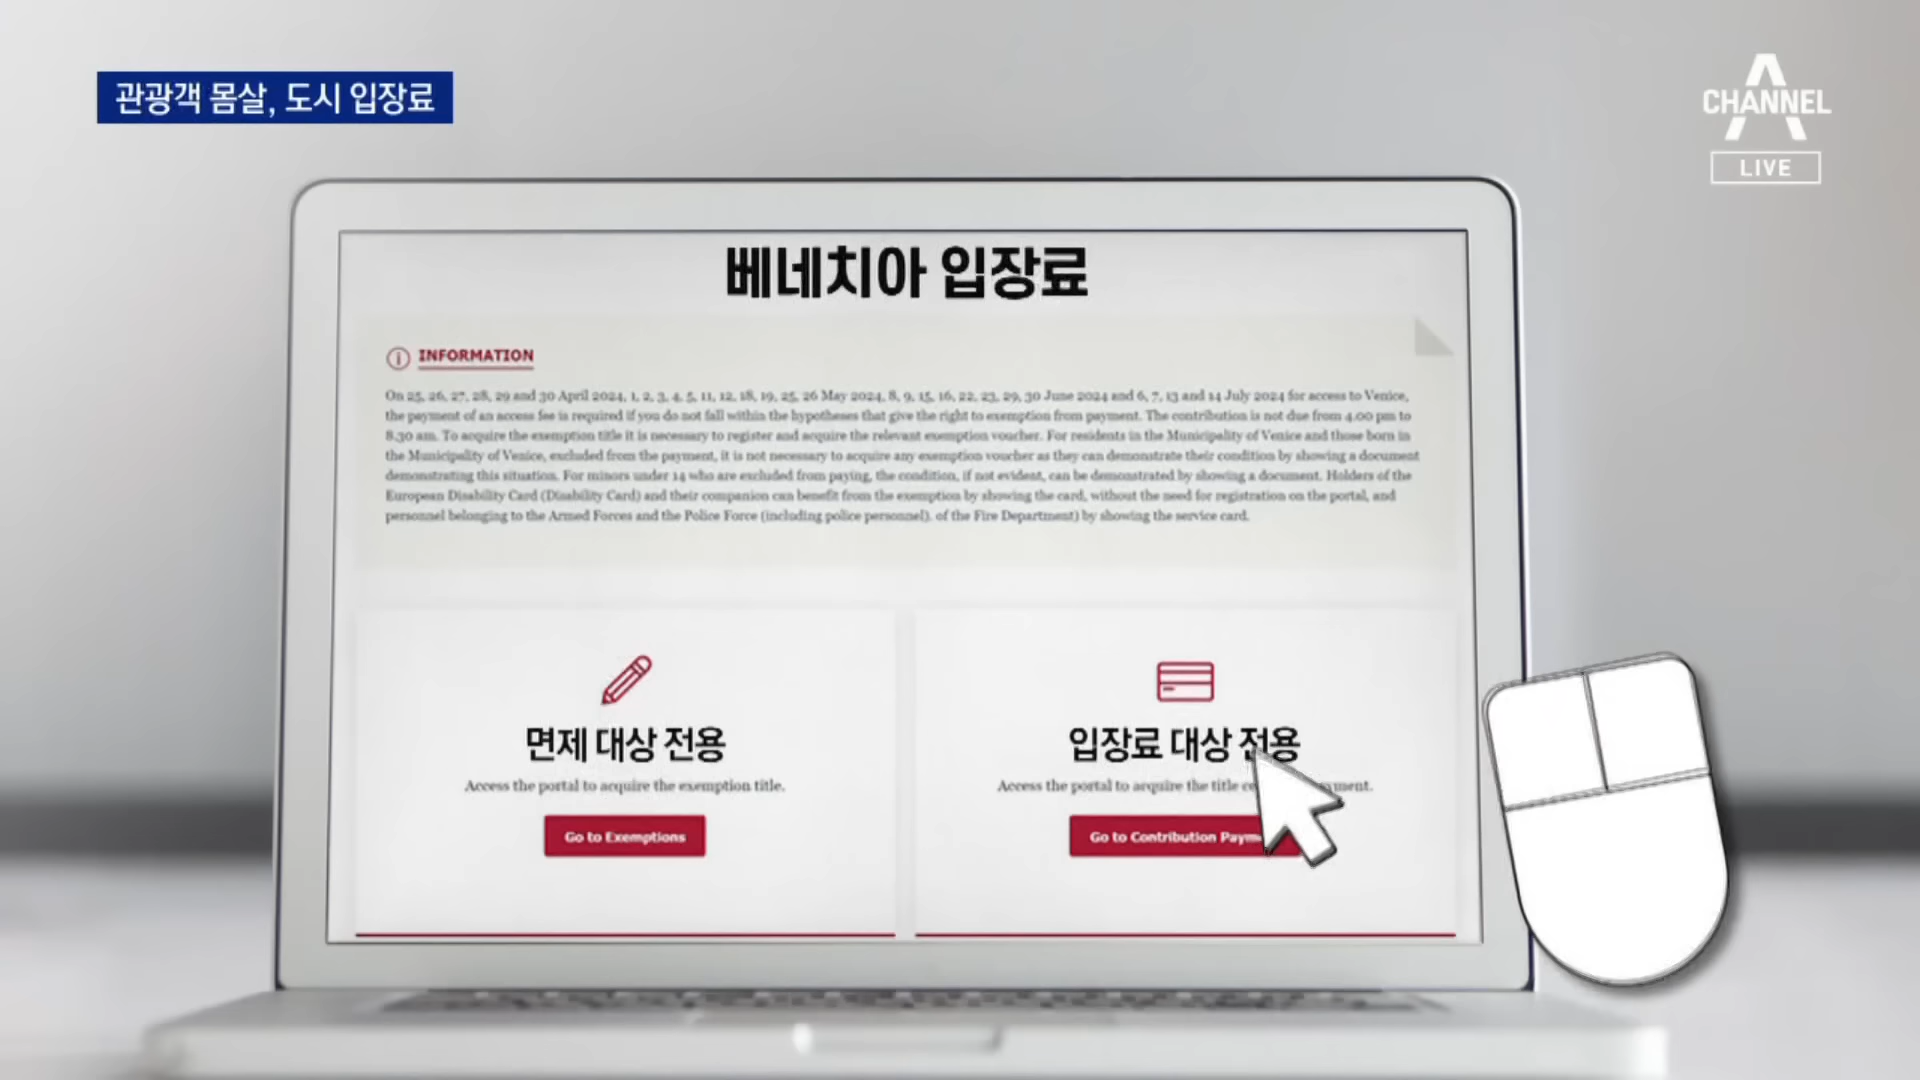 관광객 몸살, 도시 입장료
CHANNEL A
LIVE
베네치아 입장료
INFORMATION
On 25, 26, 27, 28, 29 and 30 April 2024, 1, 2, 3, 4, 5, 11, 12, 18, 19, 25, 26 May 2024, 8, 9, 15, 16, 22, 23, 29, 30 June 2024 and 6, 7, 13 and 14 July 2024 for access to Venice,
the payment of an access fee is required if you do not fall within the hypotheses that give the right to exemption from payment. The contribution is not due from 4.00 pm to
8.30 am. To acquire the exemption title it is necessary to register and acquire the relevant exemption voucher. For residents in the Municipality of Venice and those born in
the Municipality of Venice, excluded from the payment, it is not necessary to acquire any exemption voucher as they can demonstrate their condition by showing a document
demonstrating this situation. For minors under 14 who are excluded from paying, the condition, if not evident, can be demonstrated by showing a document. Holders of the
European Disability Card (Disability Card) and their companion can benefit from the exemption by showing the card, without the need for registration on the portal, and
personnel belonging to the Armed Forces and the Police Force (including police personnel). of the Fire Department) by showing the service card.
면제 대상 전용
Access the portal to acquire the exemption title.
Go to Exemptions
입장료 대상 전용
Access the portal to acquire the title
Go to Contribution